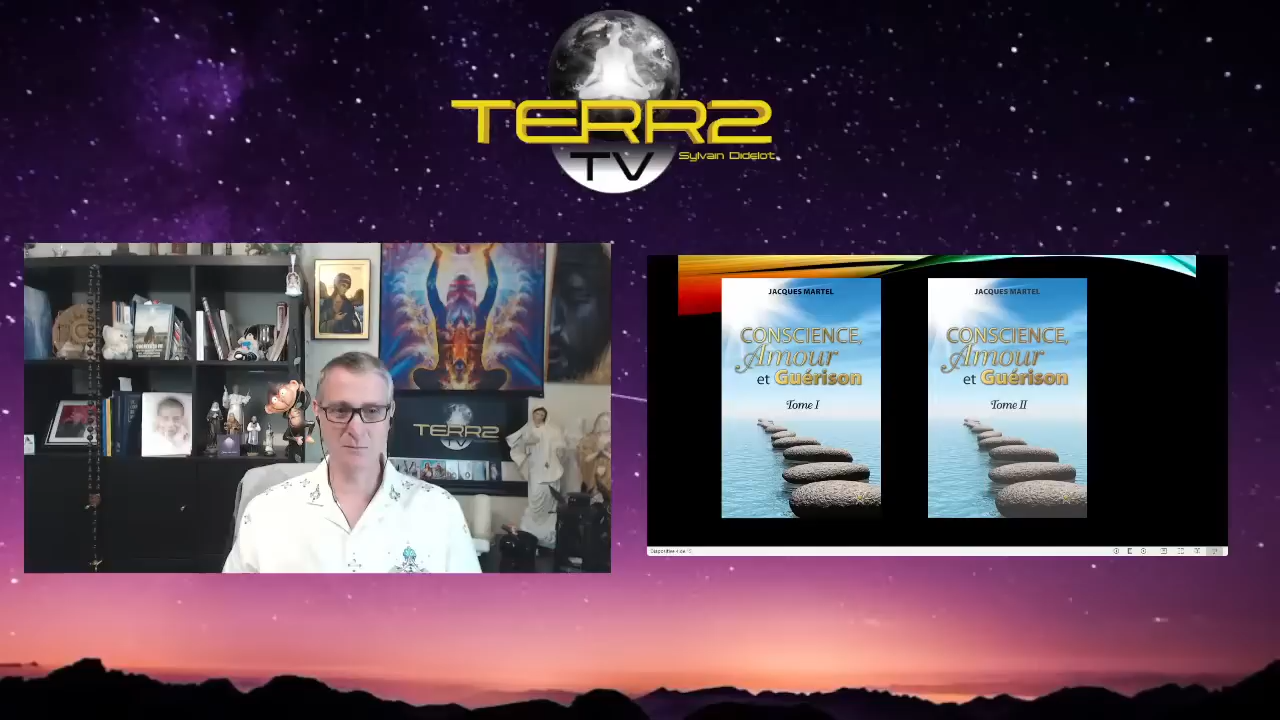 TERR2
TV
Sylvain Didelot
TERR2
TV
JACQUES MARTEL
CONSCIENCE,
Amour
et Guérison
Tome I
JACQUES MARTEL
CONSCIENCE,
Amour
et Guérison
Tome II